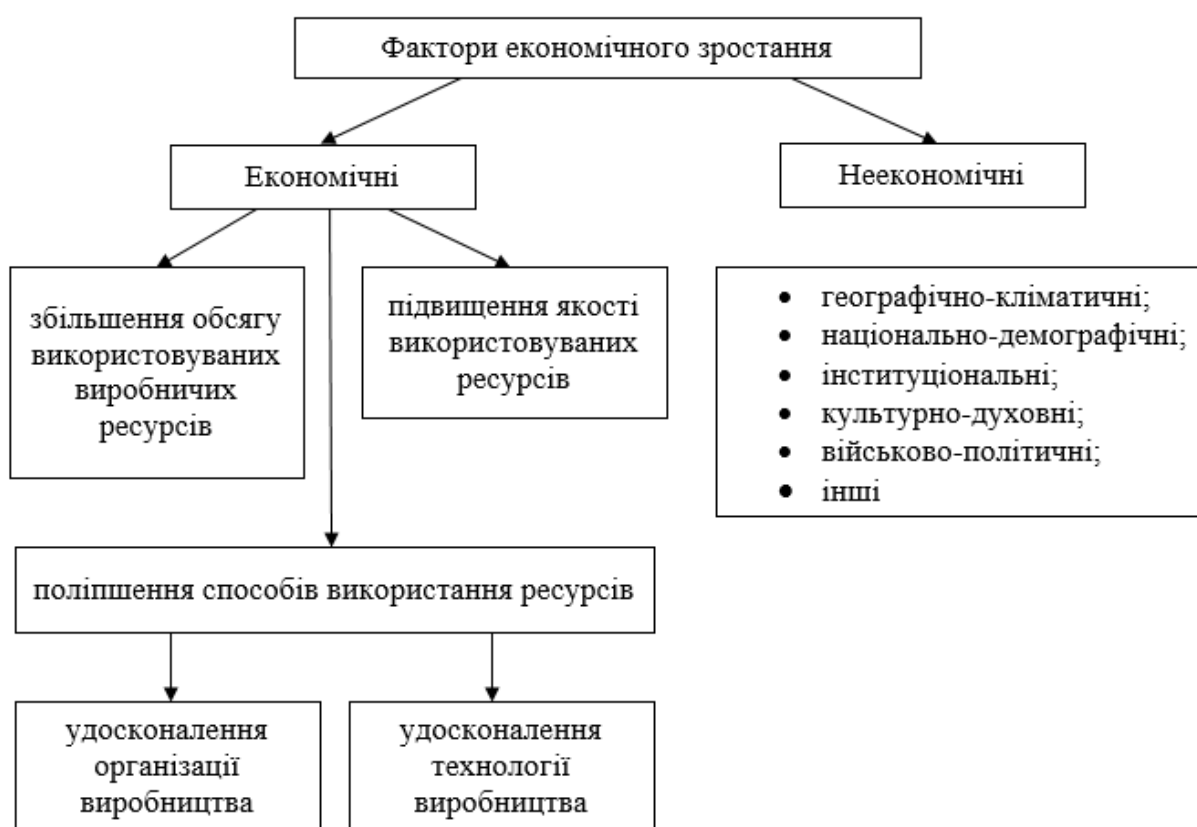 Фактори економічного зростання
Економічні
Неекономічні
збільшення обсягу
використовуваних
виробничих
ресурсів
підвищення якості
використовуваних
ресурсів
• географічно-кліматичні;
• національно-демографічні;
• інституціональні;
• культурно-духовні;
• військово-політичні;
• інші
поліпшення способів використання ресурсів
удосконалення
організації
виробництва
удосконалення
технології
виробництва